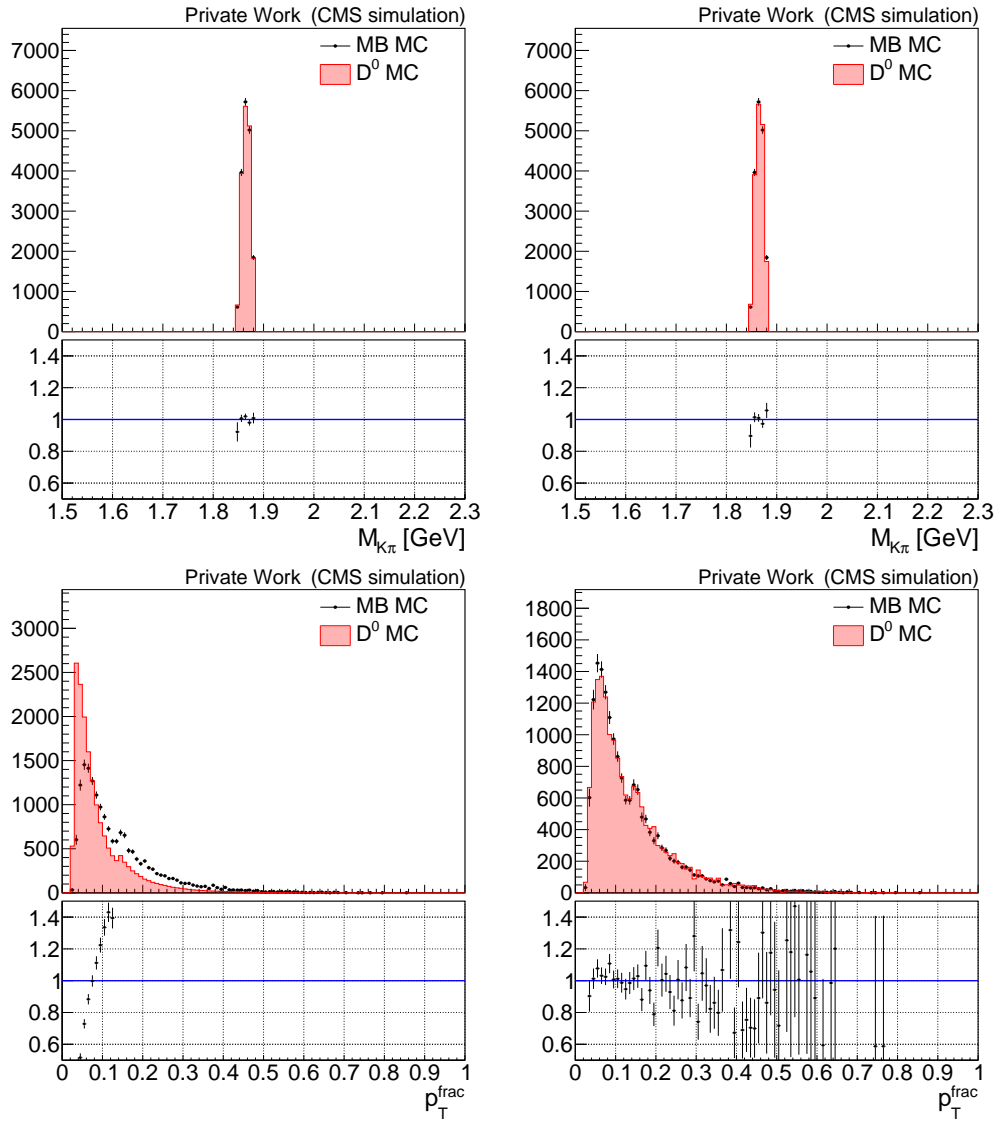 Private Work (CMS simulation)
MB MC
D⁰ MC
7000
6000
5000
4000
3000
2000
1000
0
1.4
1.2
1
0.8
0.6
1.5 1.6 1.7 1.8 1.9 2 2.1 2.2 2.3
M_Kπ [GeV]
Private Work (CMS simulation)
MB MC
D⁰ MC
7000
6000
5000
4000
3000
2000
1000
0
1.4
1.2
1
0.8
0.6
1.5 1.6 1.7 1.8 1.9 2 2.1 2.2 2.3
M_Kπ [GeV]
Private Work (CMS simulation)
MB MC
D⁰ MC
3000
2500
2000
1500
1000
500
0
1.4
1.2
1
0.8
0.6
0 0.1 0.2 0.3 0.4 0.5 0.6 0.7 0.8 0.9 1
p_T^frac
Private Work (CMS simulation)
MB MC
D⁰ MC
1800
1600
1400
1200
1000
800
600
400
200
0
1.4
1.2
1
0.8
0.6
0 0.1 0.2 0.3 0.4 0.5 0.6 0.7 0.8 0.9 1
p_T^frac